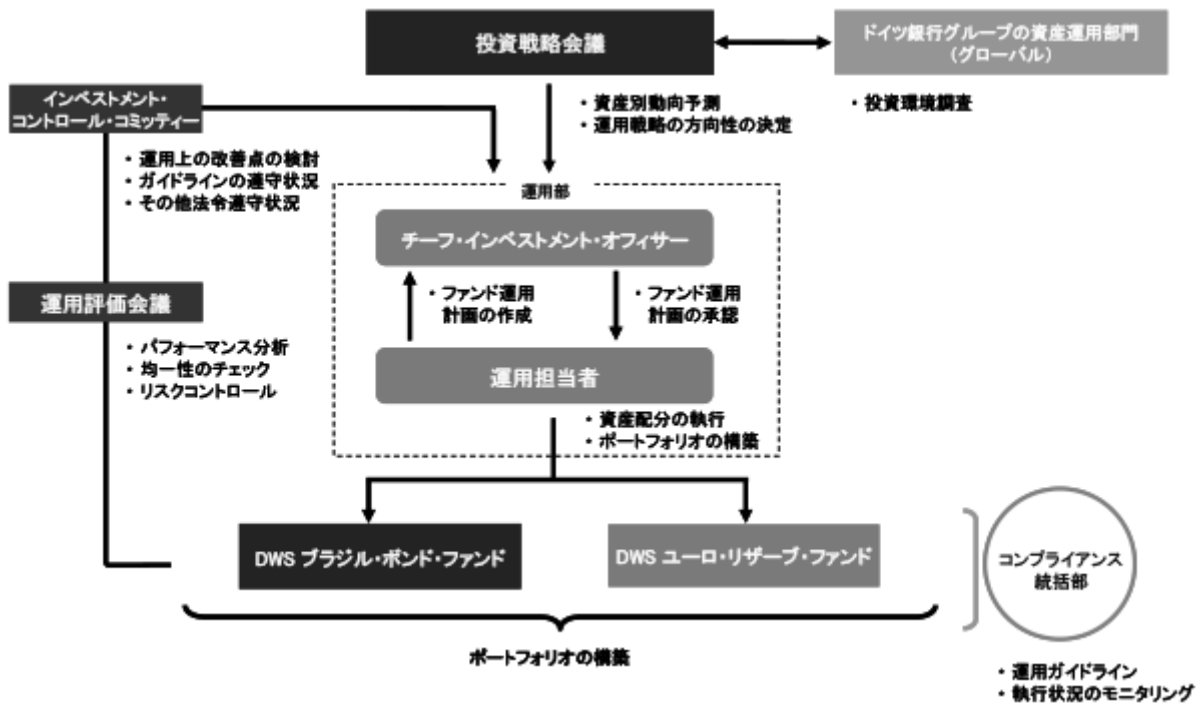 投資戦略会議
ドイツ銀行グループの資産運用部門
（グローバル）
・資産別動向予測
・運用戦略の方向性の決定
・投資環境調査
インベストメント・
コントロール・コミッティー
・運用上の改善点の検討
・ガイドラインの遵守状況
・その他法令遵守状況
運用部
チーフ・インベストメント・オフィサー
・ファンド運用
計画の作成
・ファンド運用
計画の承認
運用評価会議
・パフォーマンス分析
・均一性のチェック
・リスクコントロール
運用担当者
・資産配分の執行
・ポートフォリオの構築
DWS ブラジル・ボンド・ファンド
DWS ユーロ・リザーブ・ファンド
コンプライアンス
統括部
ポートフォリオの構築
・運用ガイドライン
・執行状況のモニタリング